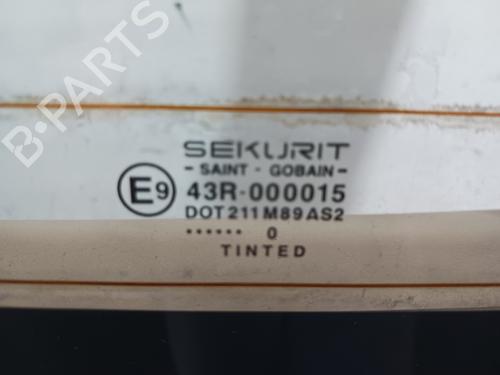 B-PARTS
SEKURIT
- SAINT - GOBAIN -
E9 43R-000015
DOT 211 M89 AS2
...... 0
TINTED